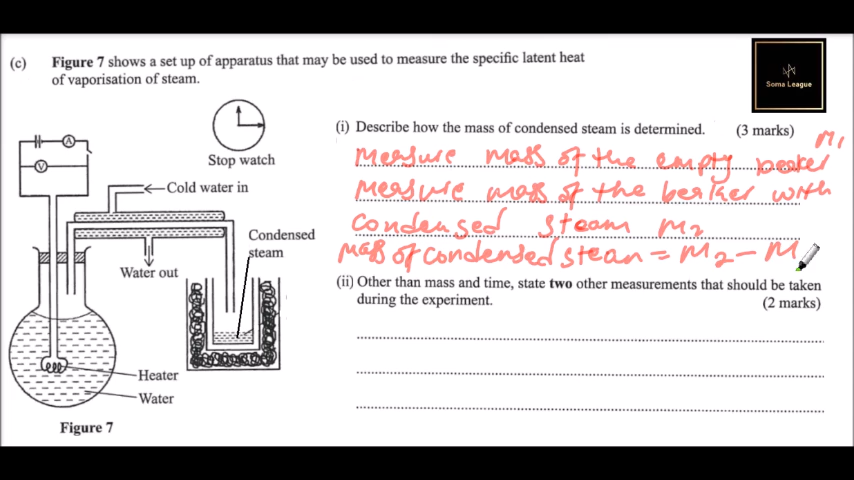 (c) Figure 7 shows a set up of apparatus that may be used to measure the specific latent heat
of vaporisation of steam.
Soma League
Stop watch
A
V
Cold water in
Water out
Condensed
steam
Heater
Water
Figure 7
(i) Describe how the mass of condensed steam is determined. (3 marks)
Measure mass of the empty beaker M1
Measure mass of the beaker with
condensed steam M2
Mass of condensed steam = M2 - M
(ii) Other than mass and time, state two other measurements that should be taken
during the experiment. (2 marks)